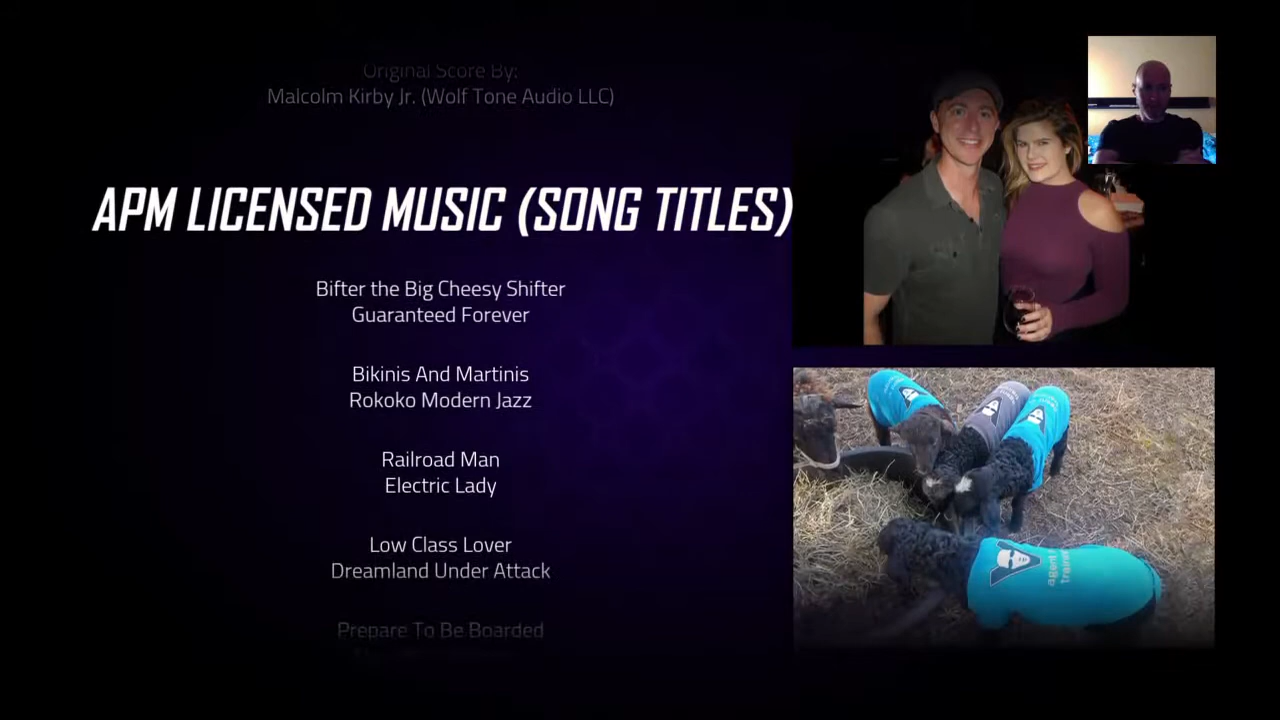 Original Score By:
Malcolm Kirby Jr. (Wolf Tone Audio LLC)
APM LICENSED MUSIC (SONG TITLES)
Bifter the Big Cheesy Shifter
Guaranteed Forever
Bikinis And Martinis
Rokoko Modern Jazz
Railroad Man
Electric Lady
Low Class Lover
Dreamland Under Attack
Prepare To Be Boarded